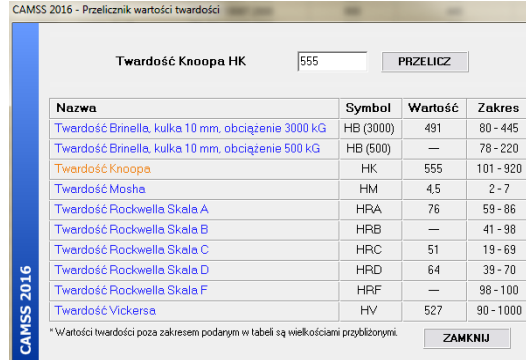 CAMSS 2016 - Przelicznik wartości twardości
Twardość Knoopa HK 555 PRZELICZ
Nazwa Symbol Wartość Zakres
Twardość Brinella, kulka 10 mm, obciążenie 3000 kG HB (3000) 491 80 - 445
Twardość Brinella, kulka 10 mm, obciążenie 500 kG HB (500) — 78 - 220
Twardość Knoopa HK 555 101 - 920
Twardość Mosha HM 4,5 2 - 7
Twardość Rockwella Skala A HRA 76 59 - 86
Twardość Rockwella Skala B HRB — 41 - 98
Twardość Rockwella Skala C HRC 51 19 - 69
Twardość Rockwella Skala D HRD 64 39 - 70
Twardość Rockwella Skala F HRF — 98 - 100
Twardość Vickersa HV 527 90 - 1000
* Wartości twardości poza zakresem podanym w tabeli są wielkościami przybliżonymi. ZAMKNIJ
CAMSS 2016